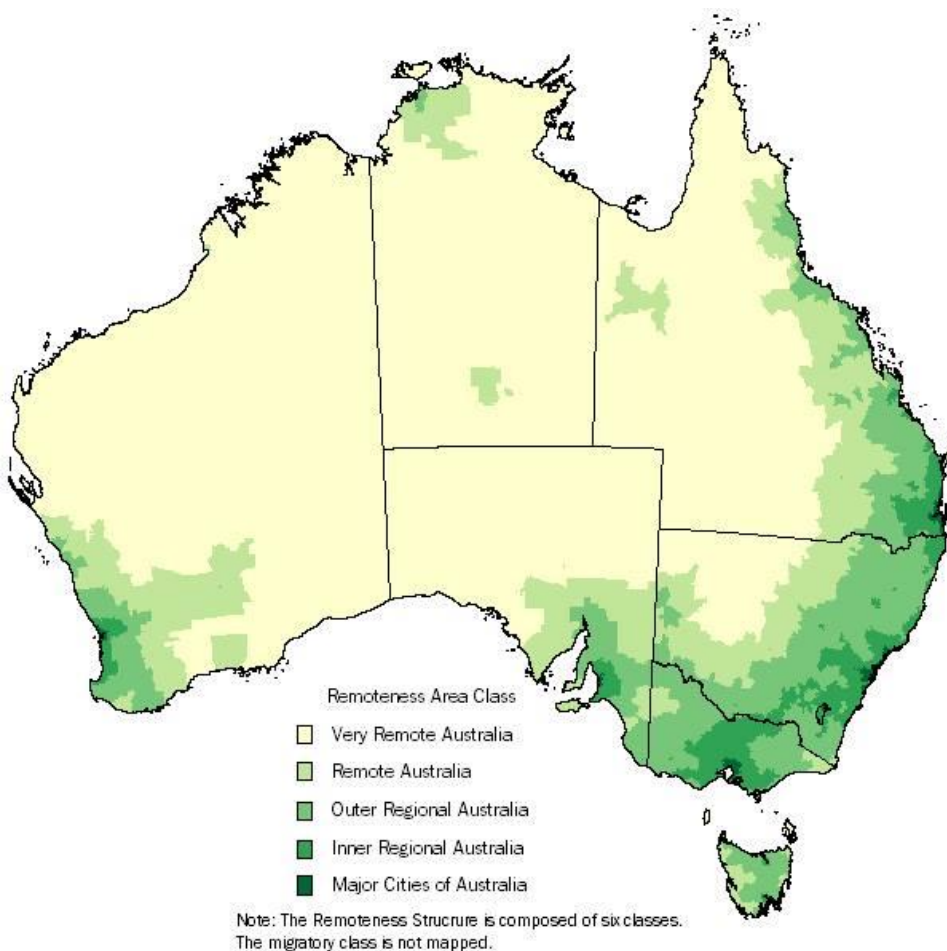 Remoteness Area Class
Very Remote Australia
Remote Australia
Outer Regional Australia
Inner Regional Australia
Major Cities of Australia
Note: The Remoteness Strucrure is composed of six classes.
The migratory class is not mapped.